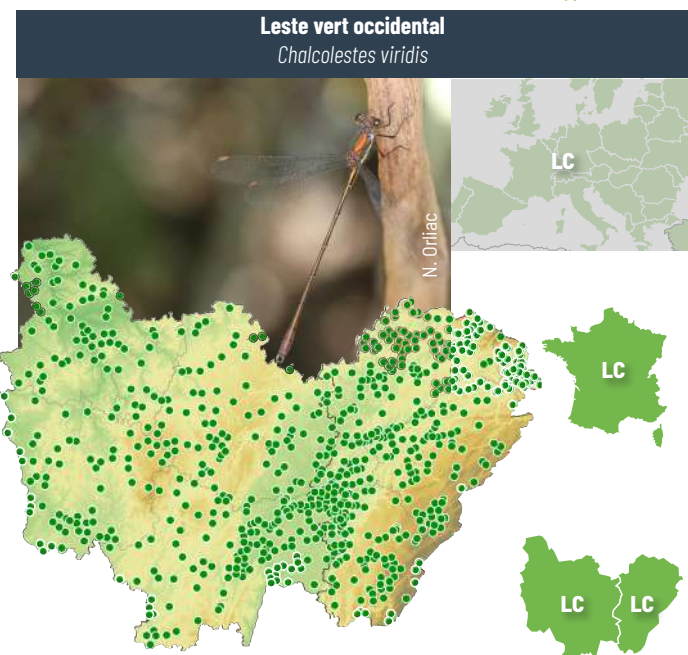 Leste vert occidental
Chalcolestes viridis
LC
N. Orliac
LC
LC
LC